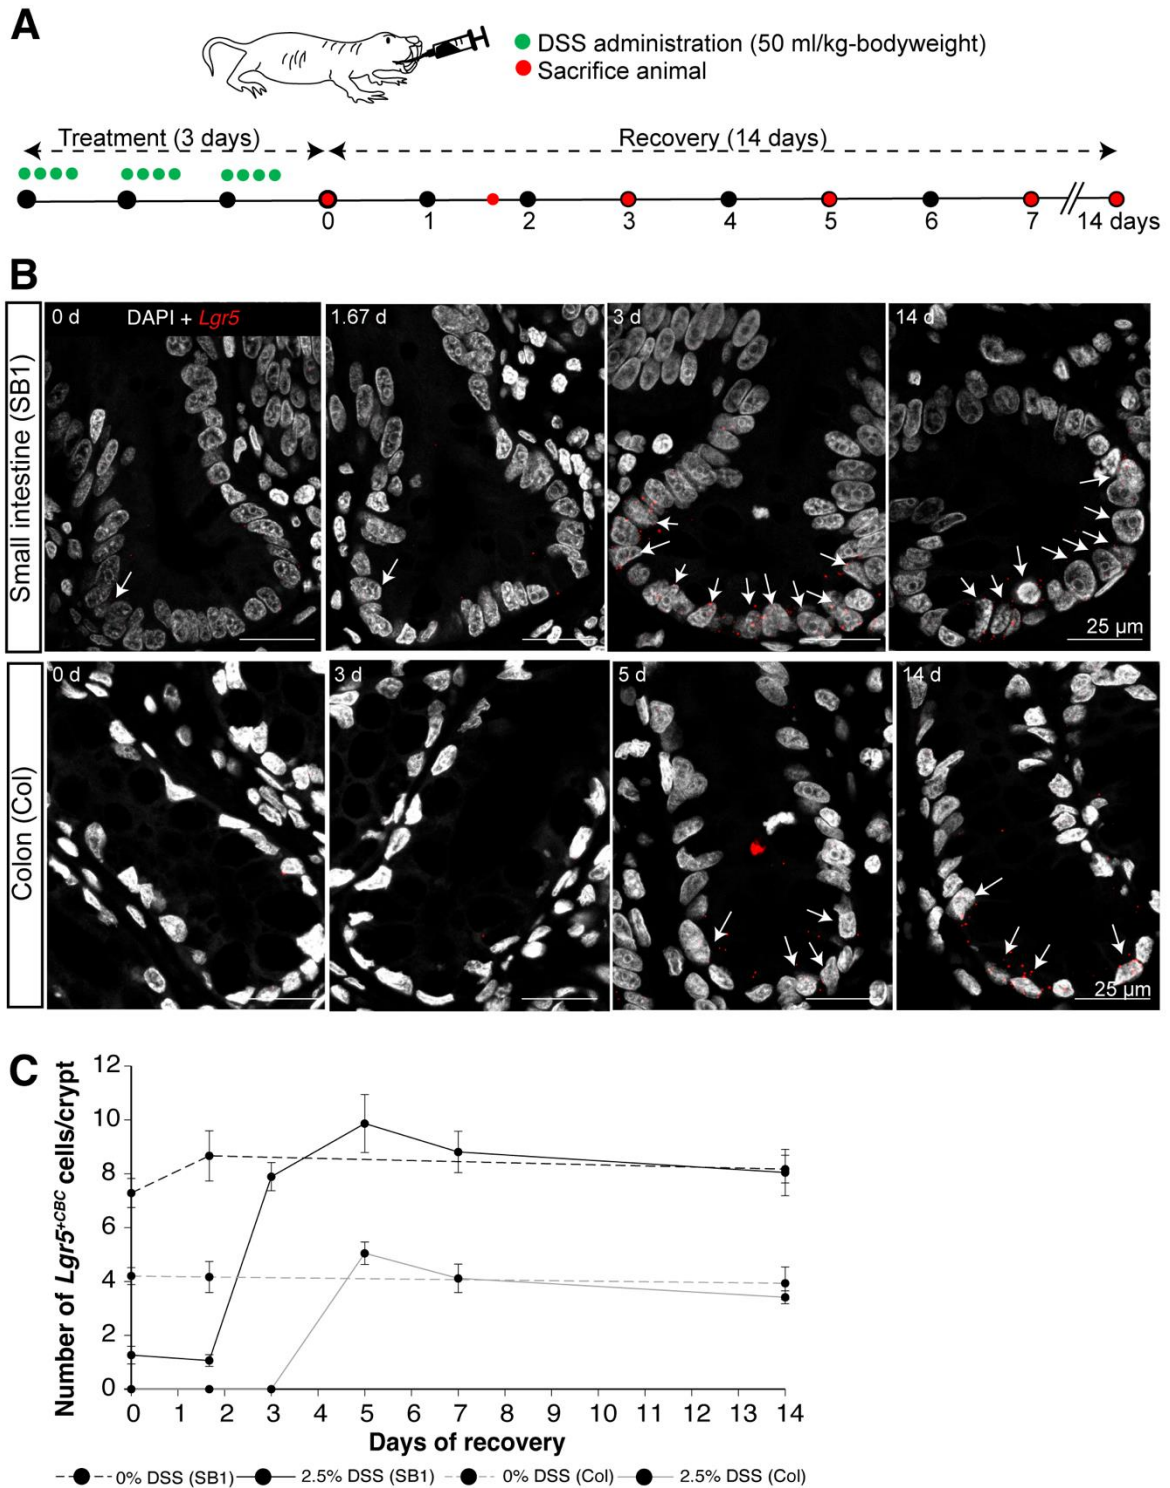 A
DSS administration (50 ml/kg-bodyweight)
Sacrifice animal
Treatment (3 days)
Recovery (14 days)
0 1 2 3 4 5 6 7 14 days
B
Small intestine (SB1)
0 d DAPI + Lgr5
1.67 d
3 d
14 d
25 µm
Colon (Col)
0 d
3 d
5 d
14 d
25 µm
C
Number of Lgr5+CBC cells/crypt
12
10
8
6
4
2
0
0 1 2 3 4 5 6 7 8 9 10 11 12 13 14
Days of recovery
0% DSS (SB1) 2.5% DSS (SB1) 0% DSS (Col) 2.5% DSS (Col)